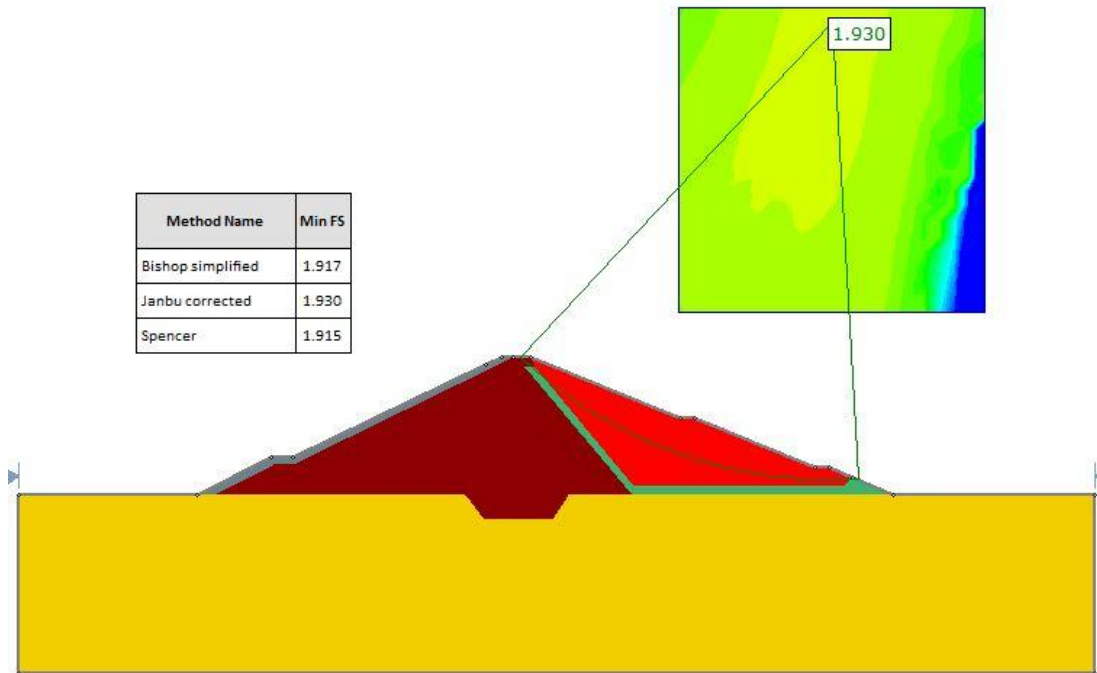 1.930
Method Name Min FS
Bishop simplified 1.917
Janbu corrected 1.930
Spencer 1.915